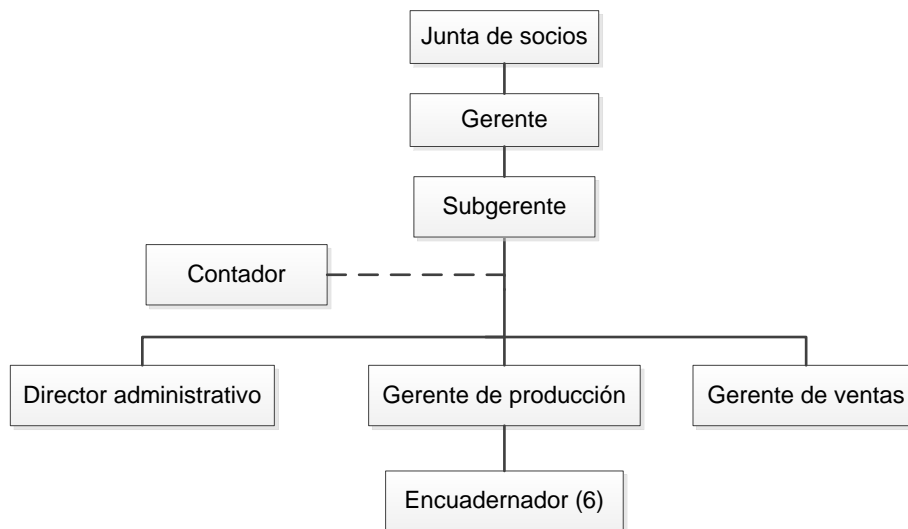 Junta de socios
Gerente
Subgerente
Contador
Director administrativo
Gerente de producción
Gerente de ventas
Encuadernador (6)